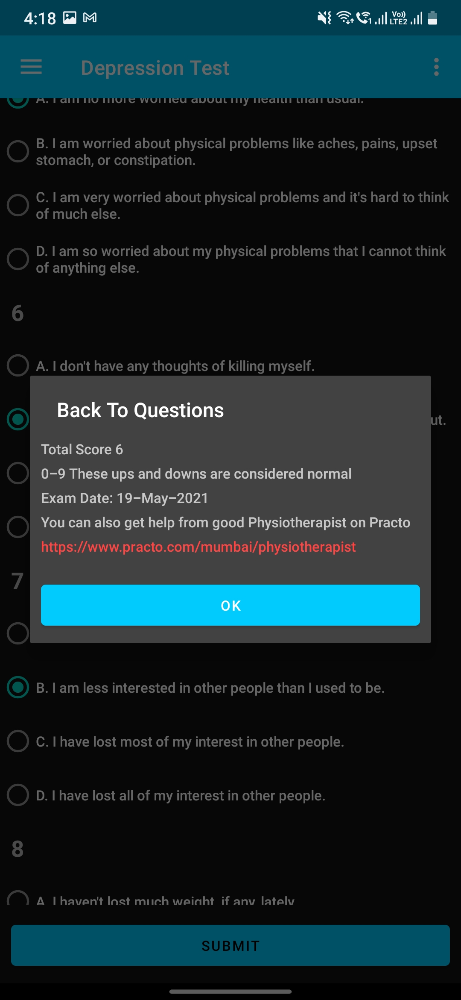 4:18
Vo))
1 LTE2
Depression Test
A. I am no more worried about my health than usual.
B. I am worried about physical problems like aches, pains, upset
stomach, or constipation.
C. I am very worried about physical problems and it's hard to think
of much else.
D. I am so worried about my physical problems that I cannot think
of anything else.
6
A. I don't have any thoughts of killing myself.
ut.
Back To Questions
Total Score 6
0–9 These ups and downs are considered normal
Exam Date: 19–May–2021
You can also get help from good Physiotherapist on Practo
https://www.practo.com/mumbai/physiotherapist
OK
7
B. I am less interested in other people than I used to be.
C. I have lost most of my interest in other people.
D. I have lost all of my interest in other people.
8
A. I haven't lost much weight, if any, lately
SUBMIT